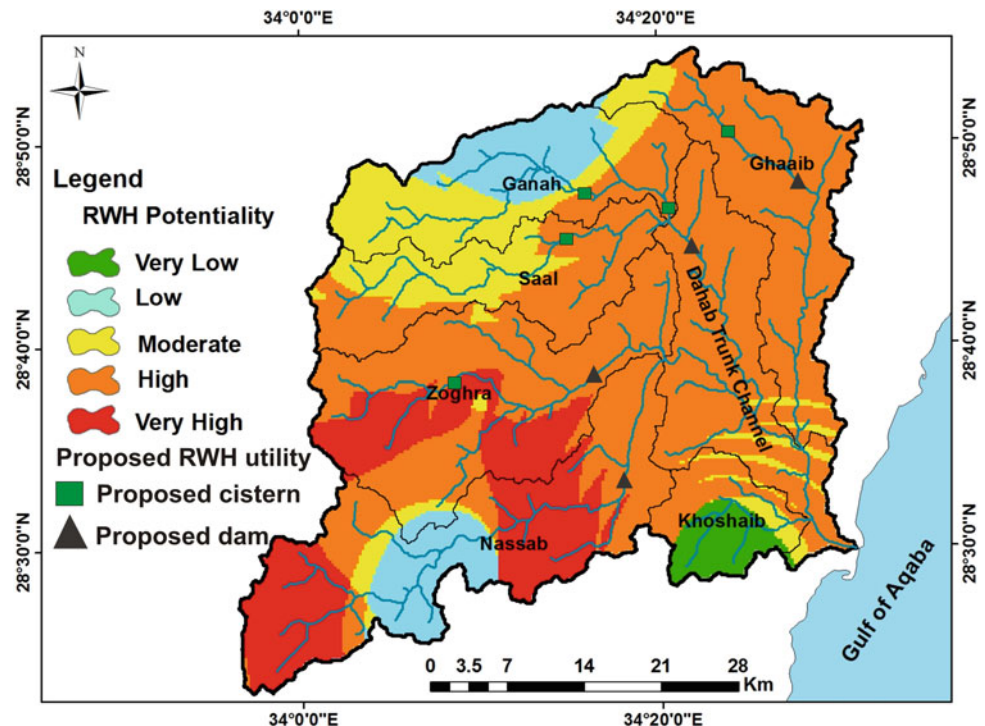 34°0'0"E
34°20'0"E
N
28°50'0"N
28°50'0"N
Ghaaib
Ganah
Legend
RWH Potentiality
Very Low
Low
Moderate
High
Very High
Proposed RWH utility
Proposed cistern
Proposed dam
Saal
Dahab Trunk Channel
28°40'0"N
28°40'0"N
Zoghra
Khoshaib
Nassab
28°30'0"N
28°30'0"N
Gulf of Aqaba
0 3.5 7 14 21 28
Km
34°0'0"E
34°20'0"E